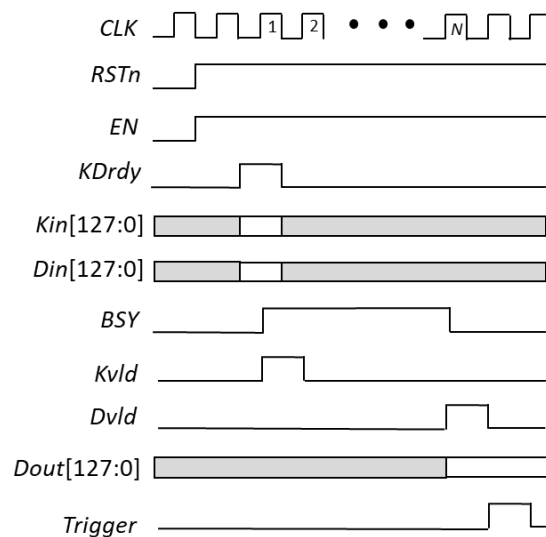 CLK 1 2 N
RSTn
EN
KDrdy
Kin[127:0]
Din[127:0]
BSY
Kvld
Dvld
Dout[127:0]
Trigger